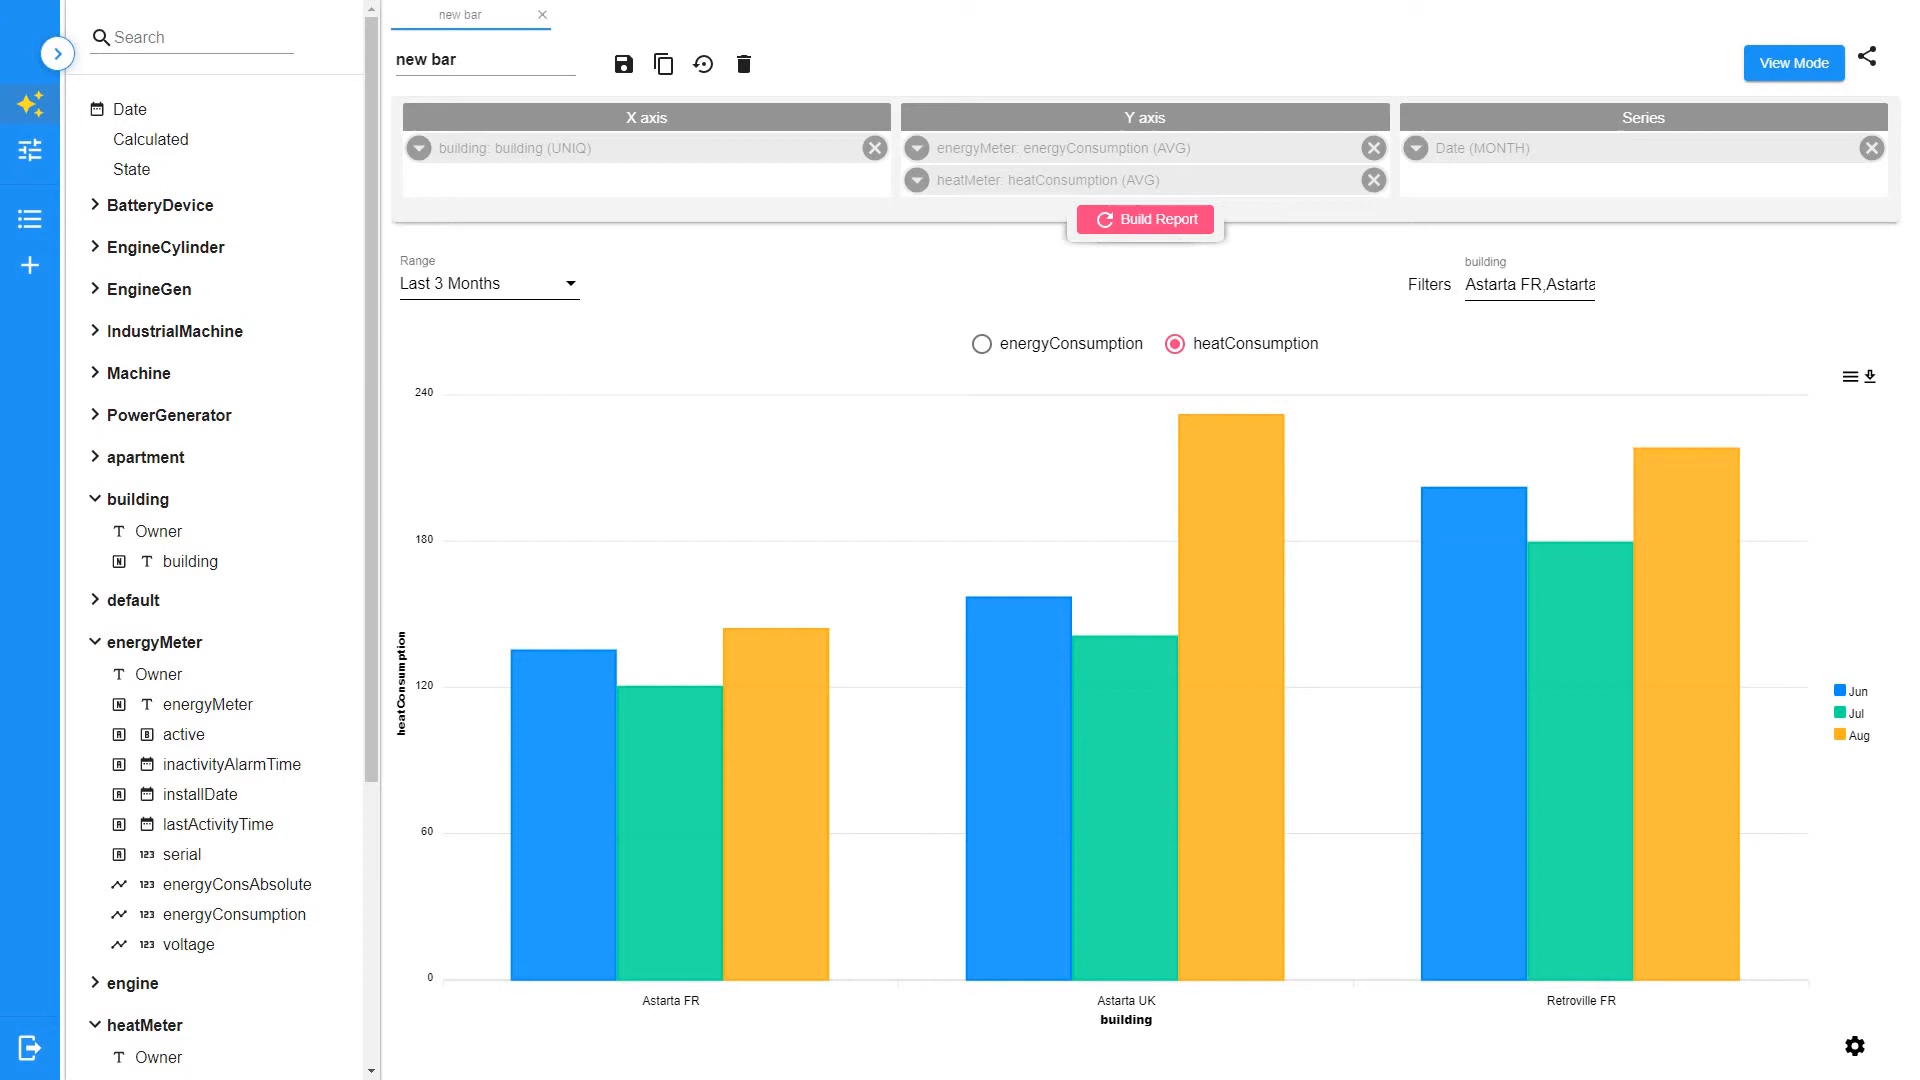 Search
Date
Calculated
State
BatteryDevice
EngineCylinder
EngineGen
IndustrialMachine
Machine
PowerGenerator
apartment
building
T Owner
N T building
default
energyMeter
T Owner
N T energyMeter
A B active
A inactivityAlarmTime
A installDate
A lastActivityTime
A 123 serial
123 energyConsAbsolute
123 energyConsumption
123 voltage
engine
heatMeter
T Owner
new bar
new bar
View Mode
X axis
building: building (UNIQ)
Y axis
energyMeter: energyConsumption (AVG)
heatMeter: heatConsumption (AVG)
Series
Date (MONTH)
Build Report
Range
Last 3 Months
Filters
building
Astarta FR,Astarta
energyConsumption
heatConsumption
240
180
120
60
0
heatConsumption
Astarta FR
Astarta UK
Retroville FR
building
Jun
Jul
Aug